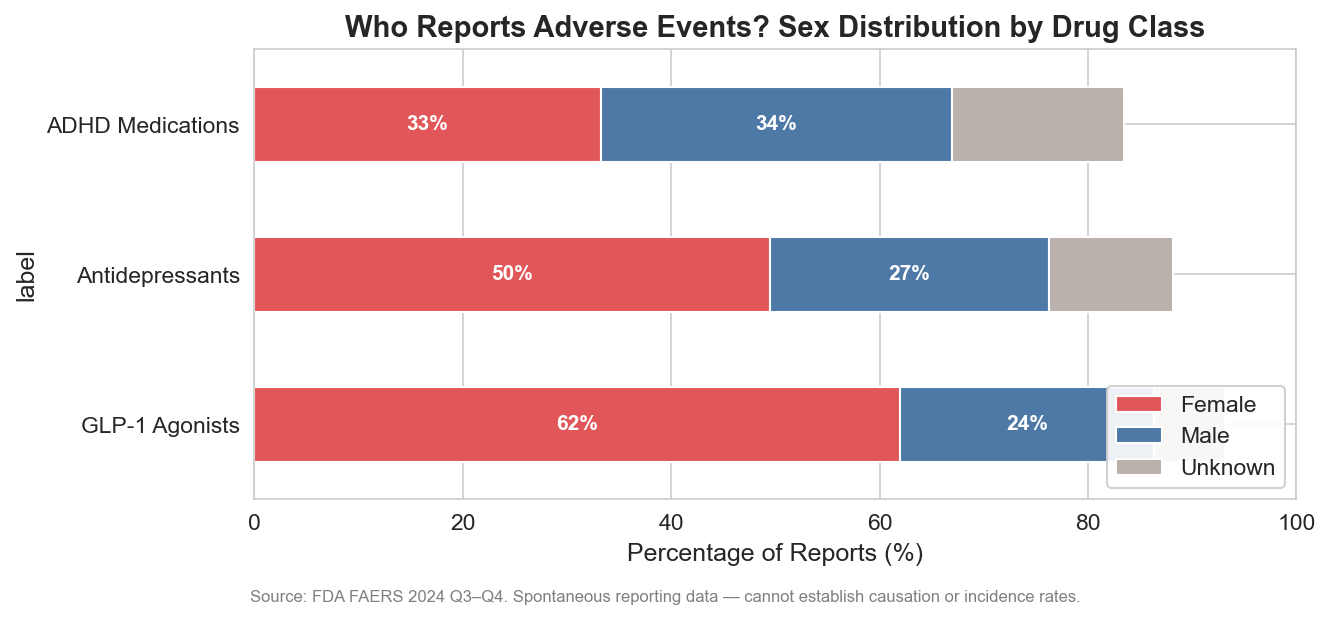 Who Reports Adverse Events? Sex Distribution by Drug Class
ADHD Medications
33%
34%
label
Antidepressants
50%
27%
GLP-1 Agonists
62%
24%
Female
Male
Unknown
0 20 40 60 80 100
Percentage of Reports (%)
Source: FDA FAERS 2024 Q3–Q4. Spontaneous reporting data — cannot establish causation or incidence rates.